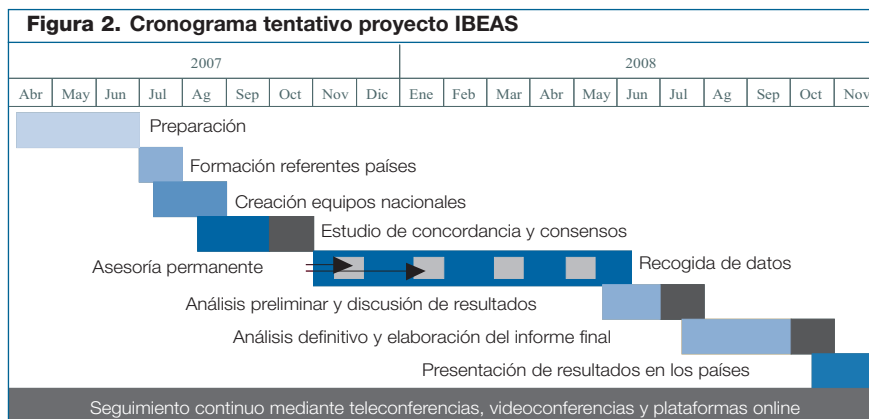 Figura 2. Cronograma tentativo proyecto IBEAS
2007 2008
Abr May Jun Jul Ag Sep Oct Nov Dic Ene Feb Mar Abr May Jun Jul Ag Sep Oct Nov
Preparación
Formación referentes países
Creación equipos nacionales
Estudio de concordancia y consensos
Asesoría permanente
Recogida de datos
Análisis preliminar y discusión de resultados
Análisis definitivo y elaboración del informe final
Presentación de resultados en los países
Seguimiento continuo mediante teleconferencias, videoconferencias y plataformas online